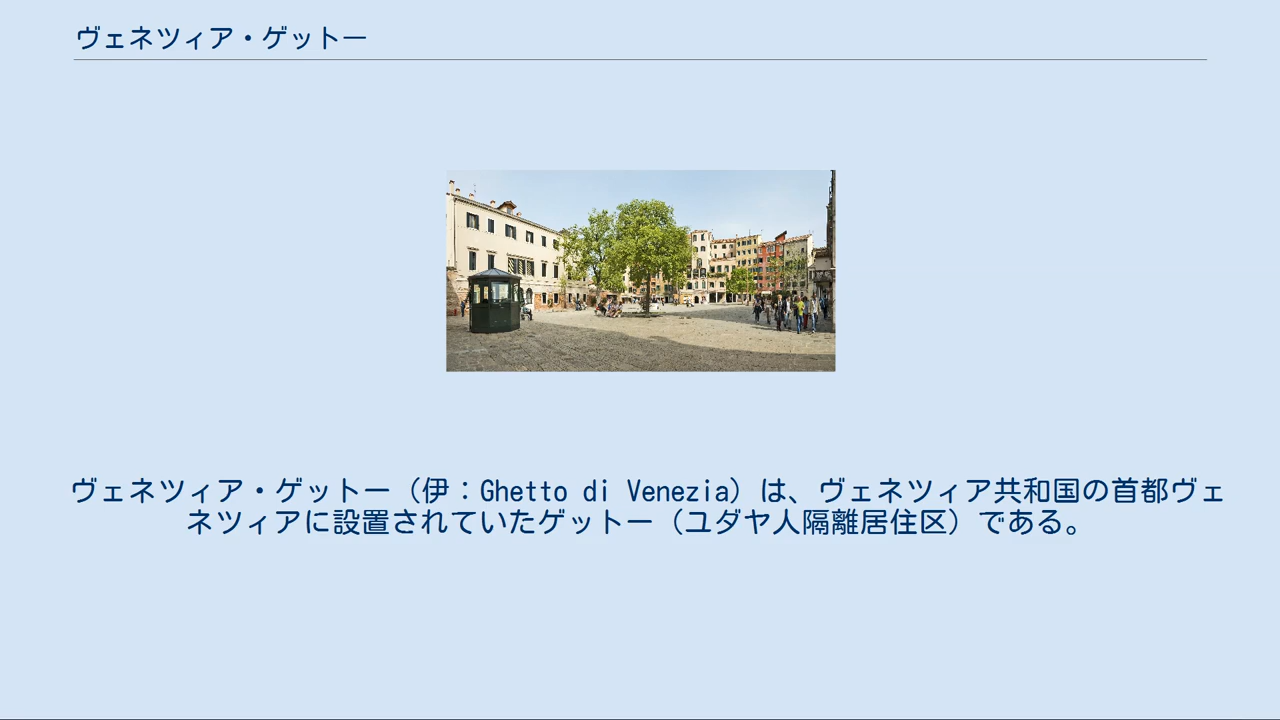 ヴェネツィア・ゲットー
ヴェネツィア・ゲットー（伊：Ghetto di Venezia）は、ヴェネツィア共和国の首都ヴェ
ネツィアに設置されていたゲットー（ユダヤ人隔離居住区）である。